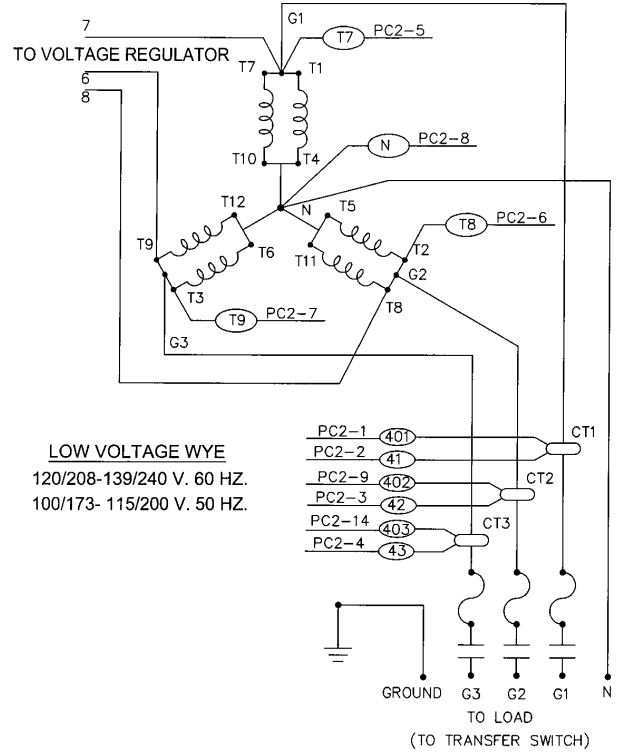 G1
7
T7 PC2-5
TO VOLTAGE REGULATOR
T7 T1
6
8
T10 T4
N PC2-8
T12 N T5
T8 PC2-6
T9 T6 T11 T2
G2
T3 T8
T9 PC2-7
G3
PC2-1 401 CT1
PC2-2 41
LOW VOLTAGE WYE
120/208-139/240 V. 60 HZ.
100/173- 115/200 V. 50 HZ.
PC2-9 402 CT2
PC2-3 42
PC2-14 403 CT3
PC2-4 43
GROUND G3 G2 G1 N
TO LOAD
(TO TRANSFER SWITCH)